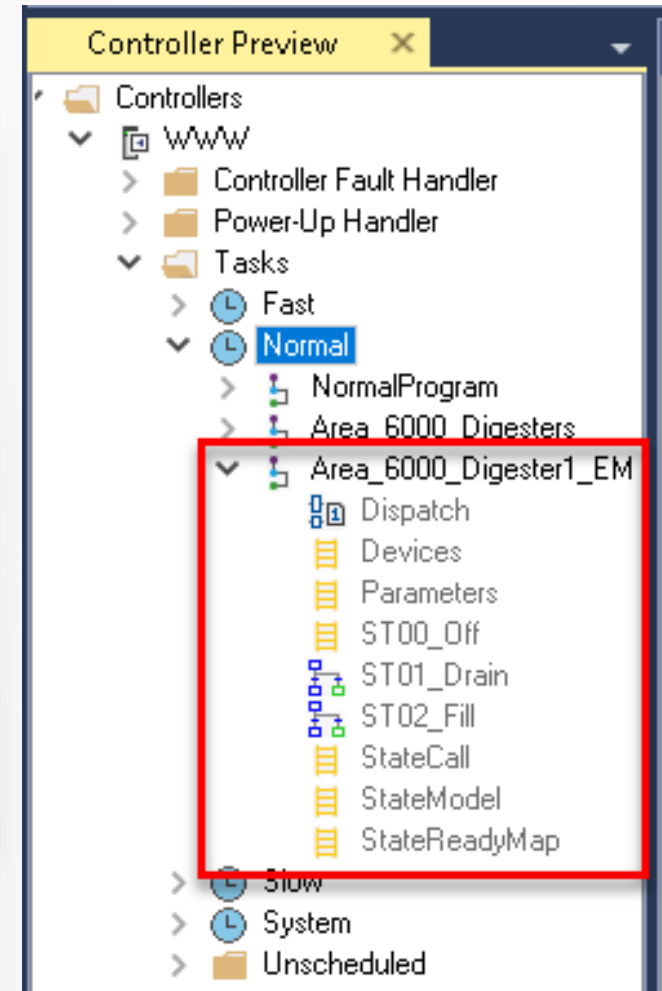 Controller Preview
Controllers
WWW
Controller Fault Handler
Power-Up Handler
Tasks
Fast
Normal
NormalProgram
Area_6000_Digesters
Area_6000_Digester1_EM
Dispatch
Devices
Parameters
ST00_Off
ST01_Drain
ST02_Fill
StateCall
StateModel
StateReadyMap
Slow
System
Unscheduled